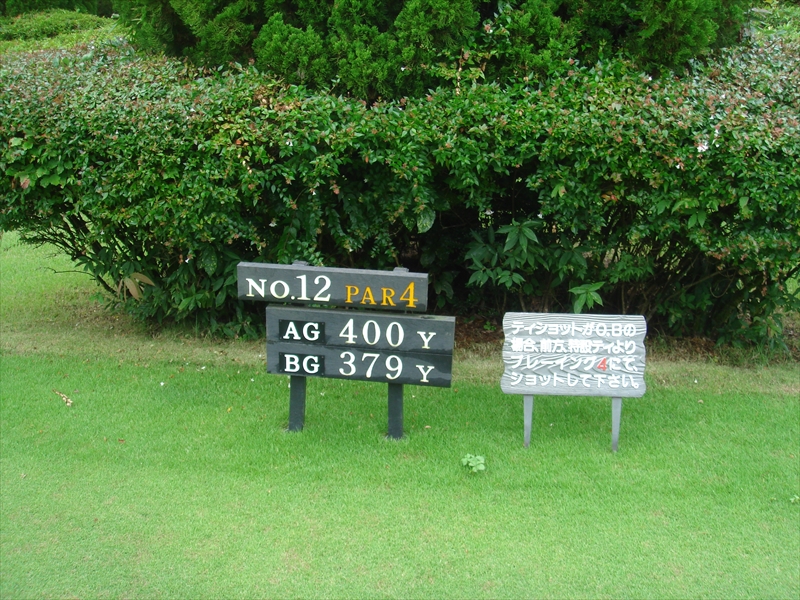 NO.12 PAR4
AG 400 Y
BG 379 Y
ティショットがO.Bの
場合、前方、特設ティより
プレーイング4にて、
ショットして下さい。